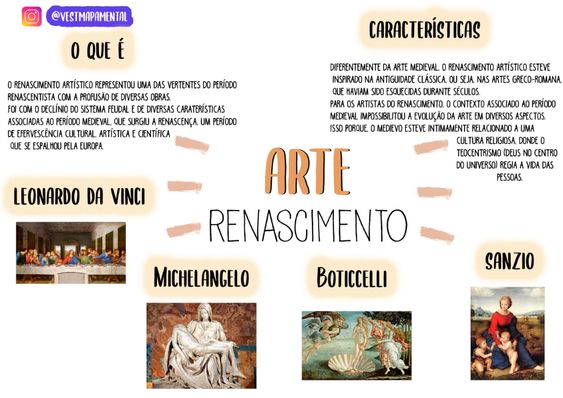 @VESTMAPAMENTAL
O QUE É
O RENASCIMENTO ARTÍSTICO REPRESENTOU UMA DAS VERTENTES DO PERÍODO
RENASCENTISTA COM A PROFUSÃO DE DIVERSAS OBRAS.
FOI COM O DECLÍNIO DO SISTEMA FEUDAL E DE DIVERSAS CARATERÍSTICAS
ASSOCIADAS AO PERÍODO MEDIEVAL, QUE SURGIU A RENASCENÇA, UM PERÍODO
DE EFERVESCÊNCIA CULTURAL, ARTÍSTICA E CIENTÍFICA
QUE SE ESPALHOU PELA EUROPA.
CARACTERÍSTICAS
DIFERENTEMENTE DA ARTE MEDIEVAL, O RENASCIMENTO ARTÍSTICO ESTEVE
INSPIRADO NA ANTIGUIDADE CLÁSSICA, OU SEJA, NAS ARTES GRECO-ROMANA,
QUE HAVIAM SIDO ESQUECIDAS DURANTE SÉCULOS.
PARA OS ARTISTAS DO RENASCIMENTO, O CONTEXTO ASSOCIADO AO PERÍODO
MEDIEVAL IMPOSSIBILITOU A EVOLUÇÃO DA ARTE EM DIVERSOS ASPECTOS.
ISSO PORQUE, O MEDIEVO ESTEVE INTIMAMENTE RELACIONADO A UMA
CULTURA RELIGIOSA, DONDE O
TEOCENTRISMO (DEUS NO CENTRO
DO UNIVERSO) REGIA A VIDA DAS
PESSOAS.
ARTE
RENASCIMENTO
LEONARDO DA VINCI
MICHELANGELO
BOTICCELLI
SANZIO